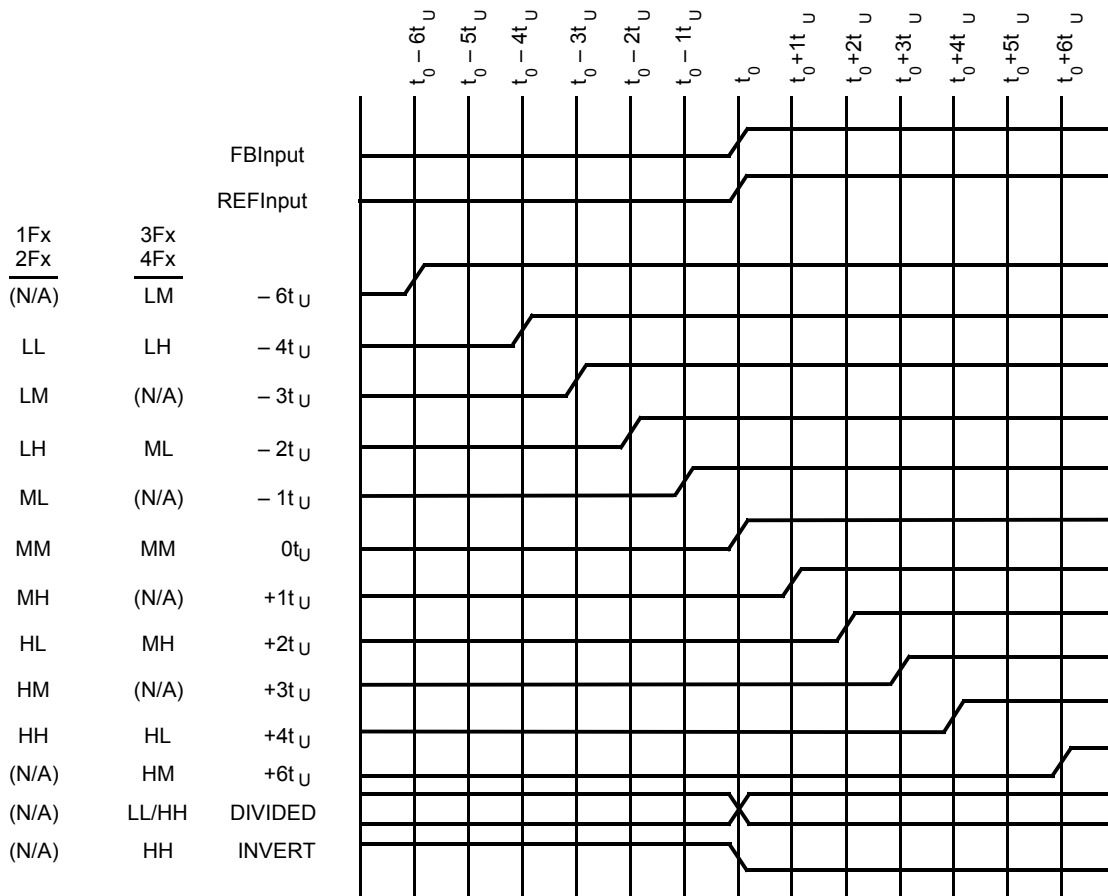 t0 – 6tU
t0 – 5tU
t0 – 4tU
t0 – 3tU
t0 – 2tU
t0 – 1tU
t0
t0+1tU
t0+2tU
t0+3tU
t0+4tU
t0+5tU
t0+6tU
FBInput
REFInput
1Fx 3Fx
2Fx 4Fx
(N/A) LM – 6tU
LL LH – 4tU
LM (N/A) – 3tU
LH ML – 2tU
ML (N/A) – 1tU
MM MM 0tU
MH (N/A) +1tU
HL MH +2tU
HM (N/A) +3tU
HH HL +4tU
(N/A) HM +6tU
(N/A) LL/HH DIVIDED
(N/A) HH INVERT